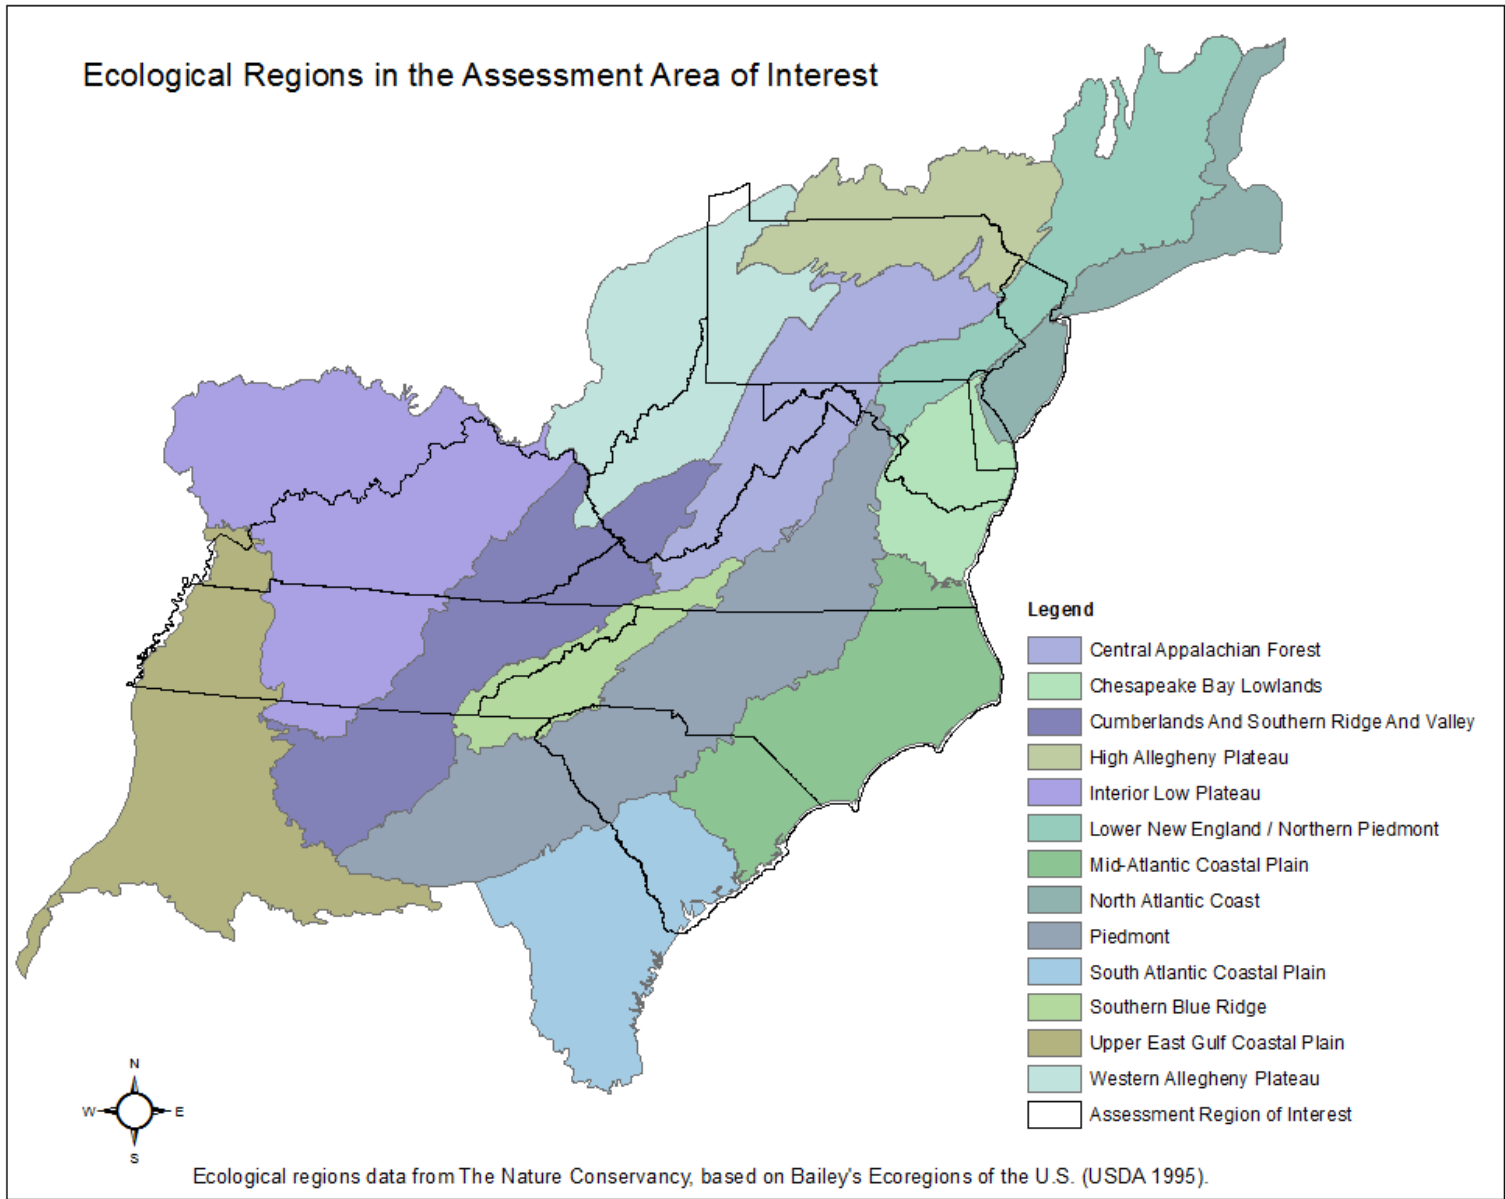 Ecological Regions in the Assessment Area of Interest
Legend
Central Appalachian Forest
Chesapeake Bay Lowlands
Cumberlands And Southern Ridge And Valley
High Allegheny Plateau
Interior Low Plateau
Lower New England / Northern Piedmont
Mid-Atlantic Coastal Plain
North Atlantic Coast
Piedmont
South Atlantic Coastal Plain
Southern Blue Ridge
Upper East Gulf Coastal Plain
Western Allegheny Plateau
Assessment Region of Interest
N
W E
S
Ecological regions data from The Nature Conservancy, based on Bailey's Ecoregions of the U.S. (USDA 1995).